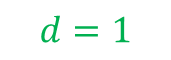 d = 1